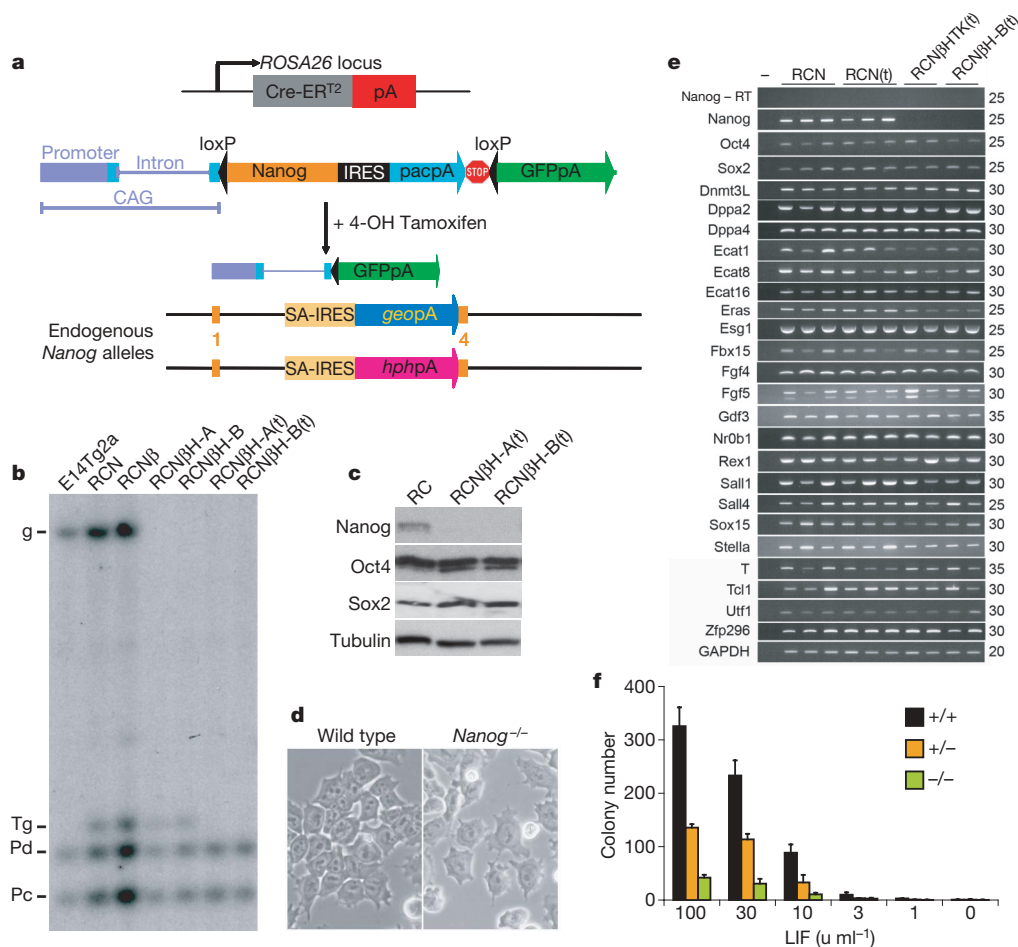 a
ROSA26 locus
Cre-ERT2 pA
loxP loxP
Promoter Intron Nanog IRES pacpA STOP GFPpA
CAG
+ 4-OH Tamoxifen
GFPpA
SA-IRES geopA
Endogenous
Nanog alleles
1 4
SA-IRES hphpA
b
E14Tg2a RCN RCNβ RCNβH-A RCNβH-B RCNβH-A(t) RCNβH-B(t)
g
Tg
Pd
Pc
c
RC RCNβH-A(t) RCNβH-B(t)
Nanog
Oct4
Sox2
Tubulin
d
Wild type Nanog−/−
e
– RCN RCN(t) RCNβHTK(t) RCNβH-B(t)
Nanog – RT 25
Nanog 25
Oct4 25
Sox2 25
Dnmt3L 30
Dppa2 30
Dppa4 30
Ecat1 30
Ecat8 30
Ecat16 30
Eras 25
Esg1 25
Fbx15 25
Fgf4 30
Fgf5 30
Gdf3 35
Nr0b1 30
Rex1 30
Sall1 30
Sall4 25
Sox15 30
Stella 30
T 35
Tcl1 30
Utf1 30
Zfp296 30
GAPDH 20
f
Colony number
400
300
200
100
0
+/+
+/–
–/–
100 30 10 3 1 0
LIF (u ml−1)